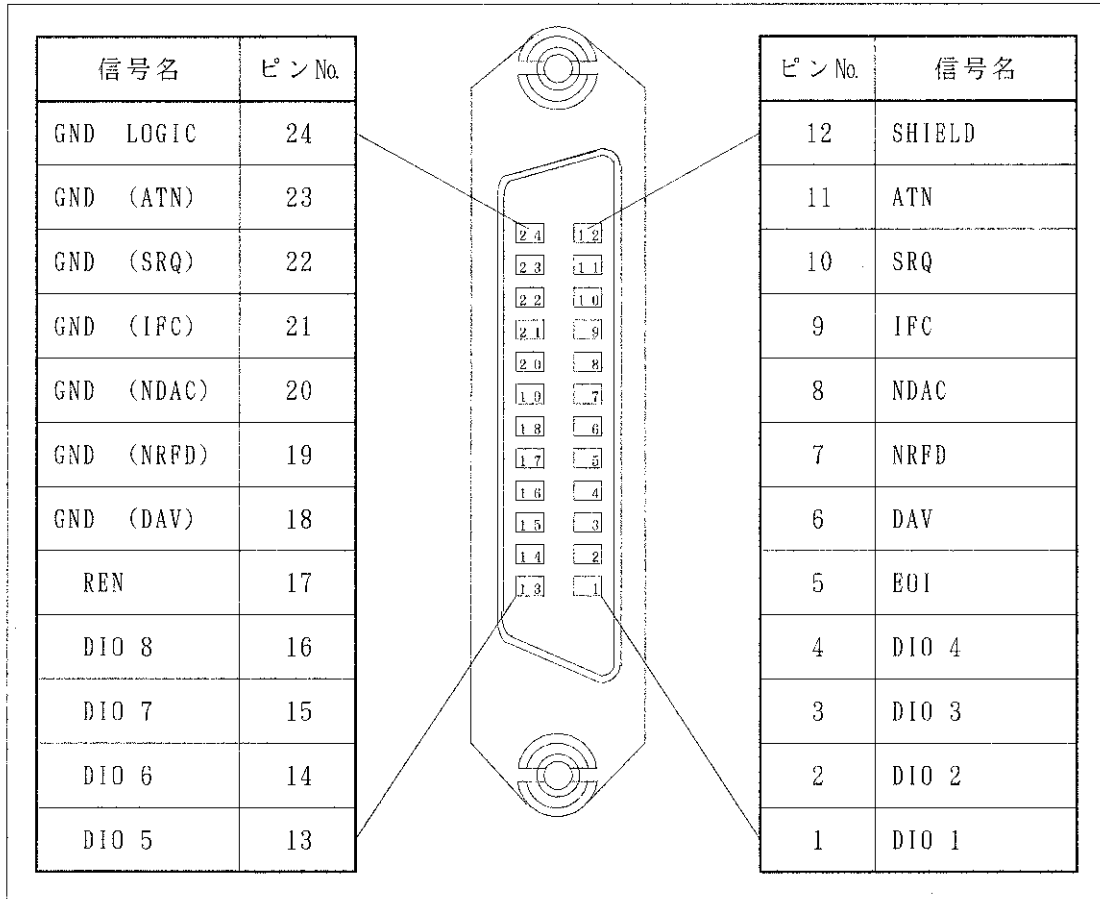 信号名 ピンNo.
GND LOGIC 24
GND (ATN) 23
GND (SRQ) 22
GND (IFC) 21
GND (NDAC) 20
GND (NRFD) 19
GND (DAV) 18
REN 17
DIO 8 16
DIO 7 15
DIO 6 14
DIO 5 13
24 12
23 11
22 10
21 9
20 8
19 7
18 6
17 5
16 4
15 3
14 2
13 1
ピンNo. 信号名
12 SHIELD
11 ATN
10 SRQ
9 IFC
8 NDAC
7 NRFD
6 DAV
5 EOI
4 DIO 4
3 DIO 3
2 DIO 2
1 DIO 1